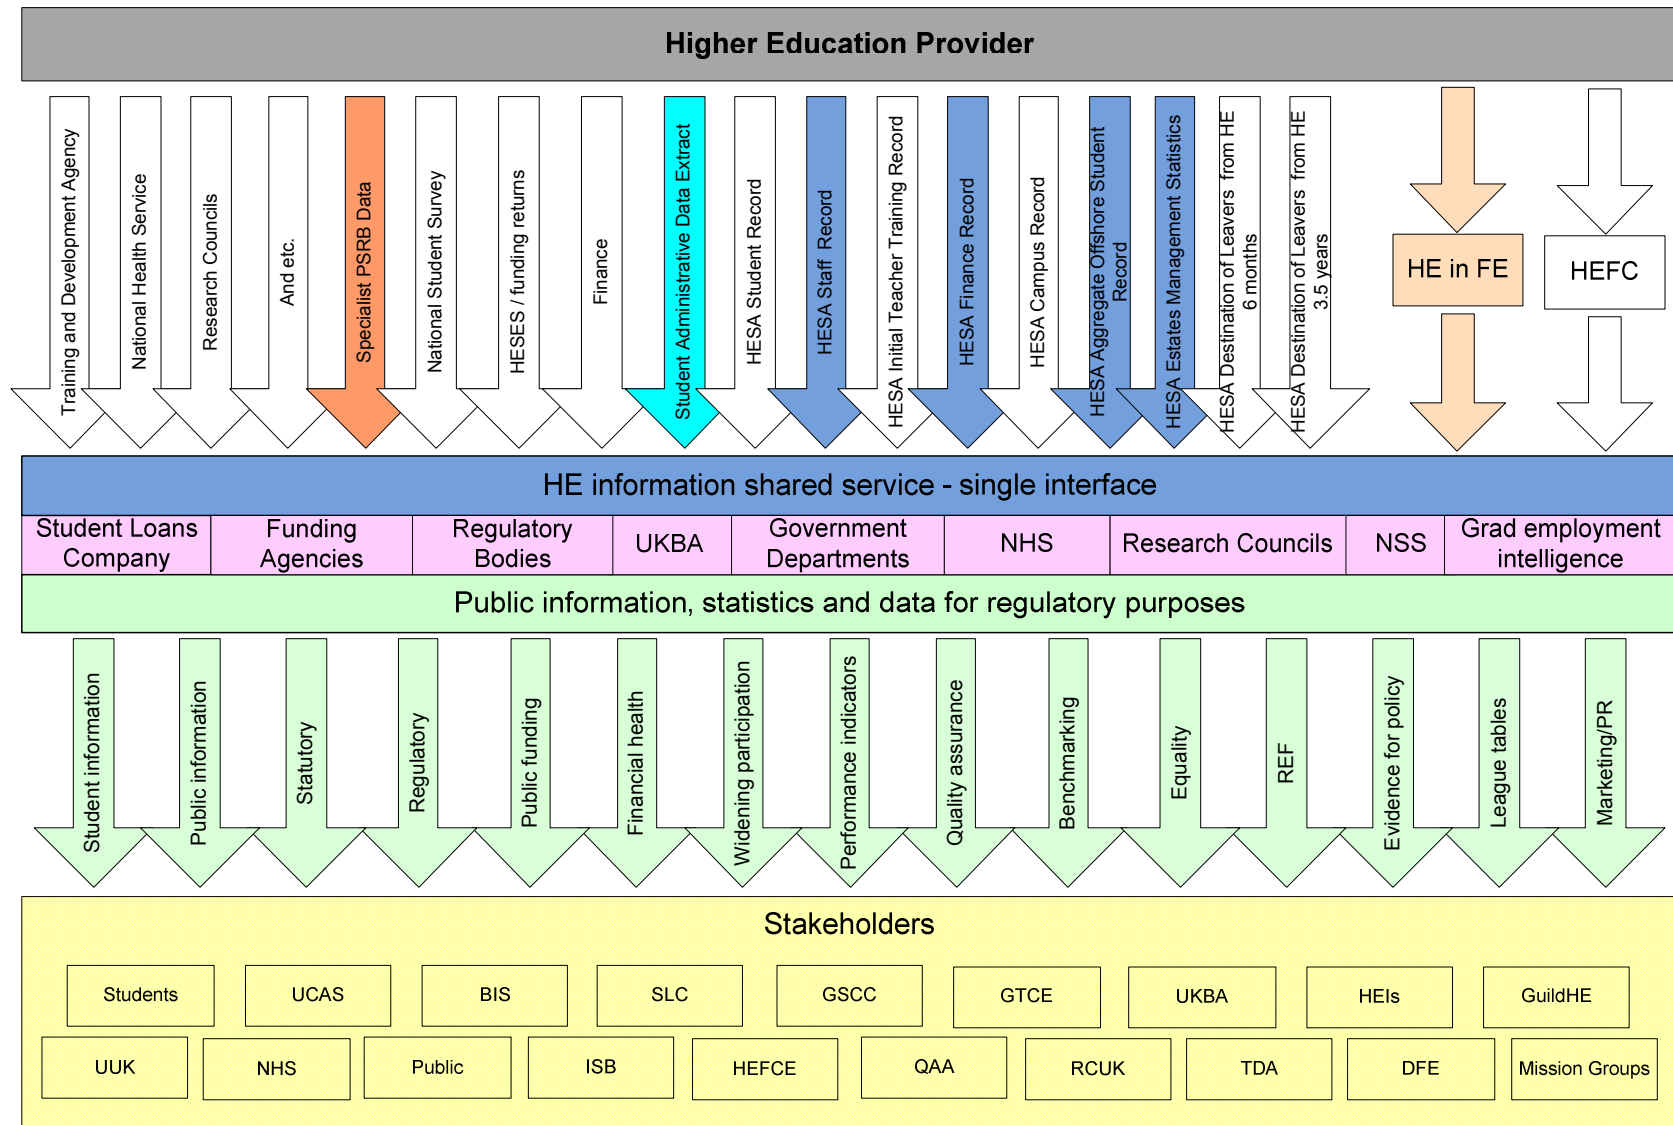 Higher Education Provider
Training and Development Agency
National Health Service
Research Councils
And etc.
Specialist PSRB Data
National Student Survey
HESES / funding returns
Finance
Student Administrative Data Extract
HESA Student Record
HESA Staff Record
HESA Initial Teacher Training Record
HESA Finance Record
HESA Campus Record
HESA Aggregate Offshore Student
Record
HESA Estates Management Statistics
HESA Destination of Leavers from HE
6 months
HESA Destination of Leavers from HE
3.5 years
HE in FE
HEFC
HE information shared service - single interface
Student Loans
Company
Funding
Agencies
Regulatory
Bodies
UKBA
Government
Departments
NHS
Research Councils
NSS
Grad employment
intelligence
Public information, statistics and data for regulatory purposes
Student information
Public information
Statutory
Regulatory
Public funding
Financial health
Widening participation
Performance indicators
Quality assurance
Benchmarking
Equality
REF
Evidence for policy
League tables
Marketing/PR
Stakeholders
Students
UCAS
BIS
SLC
GSCC
GTCE
UKBA
HEIs
GuildHE
UUK
NHS
Public
ISB
HEFCE
QAA
RCUK
TDA
DFE
Mission Groups